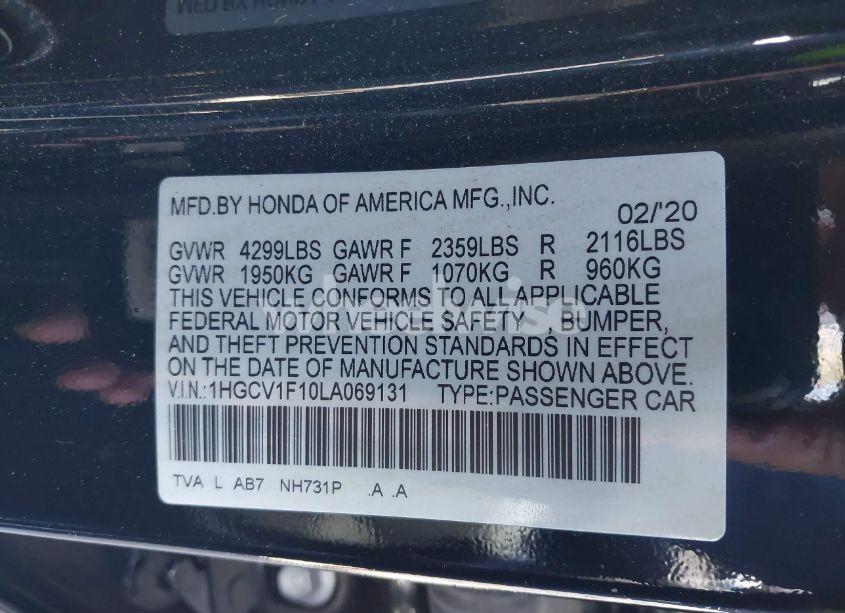 MFD.BY HONDA OF AMERICA MFG.,INC. 02/'20
GVWR 4299LBS GAWR F 2359LBS R 2116LBS
GVWR 1950KG GAWR F 1070KG R 960KG
THIS VEHICLE CONFORMS TO ALL APPLICABLE
FEDERAL MOTOR VEHICLE SAFETY , BUMPER,
AND THEFT PREVENTION STANDARDS IN EFFECT
ON THE DATE OF MANUFACTURE SHOWN ABOVE.
V.I.N.: 1HGCV1F10LA069131 TYPE:PASSENGER CAR
TVA L AB7 NH731P .A .A